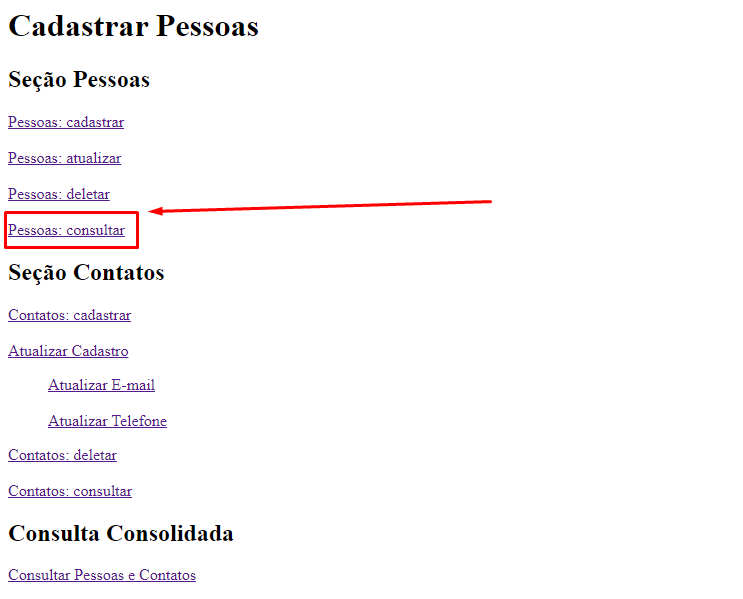 Cadastrar Pessoas
Seção Pessoas
Pessoas: cadastrar
Pessoas: atualizar
Pessoas: deletar
Pessoas: consultar
Seção Contatos
Contatos: cadastrar
Atualizar Cadastro
Atualizar E-mail
Atualizar Telefone
Contatos: deletar
Contatos: consultar
Consulta Consolidada
Consultar Pessoas e Contatos